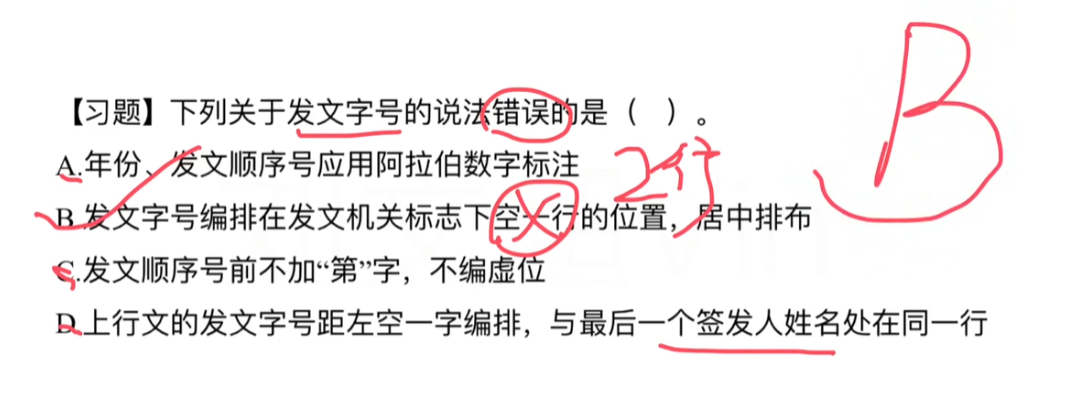 【习题】下列关于发文字号的说法错误的是（ ）。
A.年份、发文顺序号应用阿拉伯数字标注
2行
B.发文字号编排在发文机关标志下空一行的位置，居中排布
C.发文顺序号前不加“第”字，不编虚位
D.上行文的发文字号距左空一字编排，与最后一个签发人姓名处在同一行
B